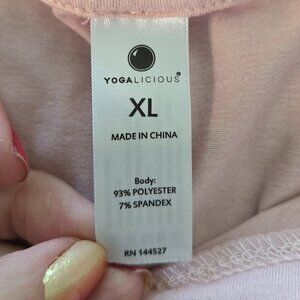 YOGALICIOUS®
XL
MADE IN CHINA
Body:
93% POLYESTER
7% SPANDEX
RN 144527